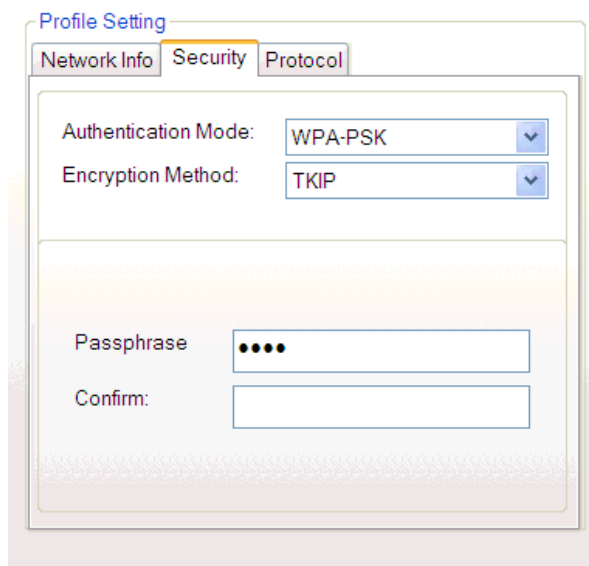 Profile Setting
Network Info Security Protocol
Authentication Mode: WPA-PSK
Encryption Method: TKIP
Passphrase ••••
Confirm: